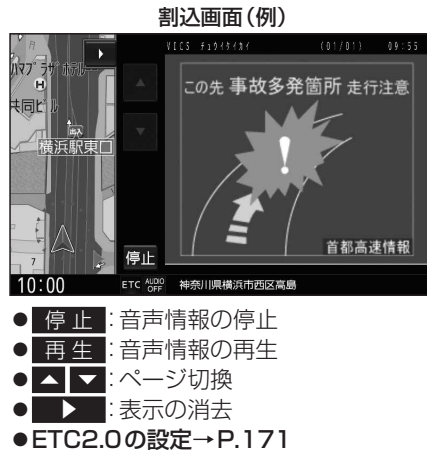 割込画面(例)
VICS チュウイケイカイ (01/01) 09:55
ハマプラザホテル
共同ビル
出入
横浜駅東口
この先 事故多発箇所 走行注意
首都高速情報
7
停止
10:00 ETC AUDIO OFF 神奈川県横浜市西区高島
●停止:音声情報の停止
●再生:音声情報の再生
●▲▼:ページ切換
●▶:表示の消去
●ETC2.0の設定→P.171